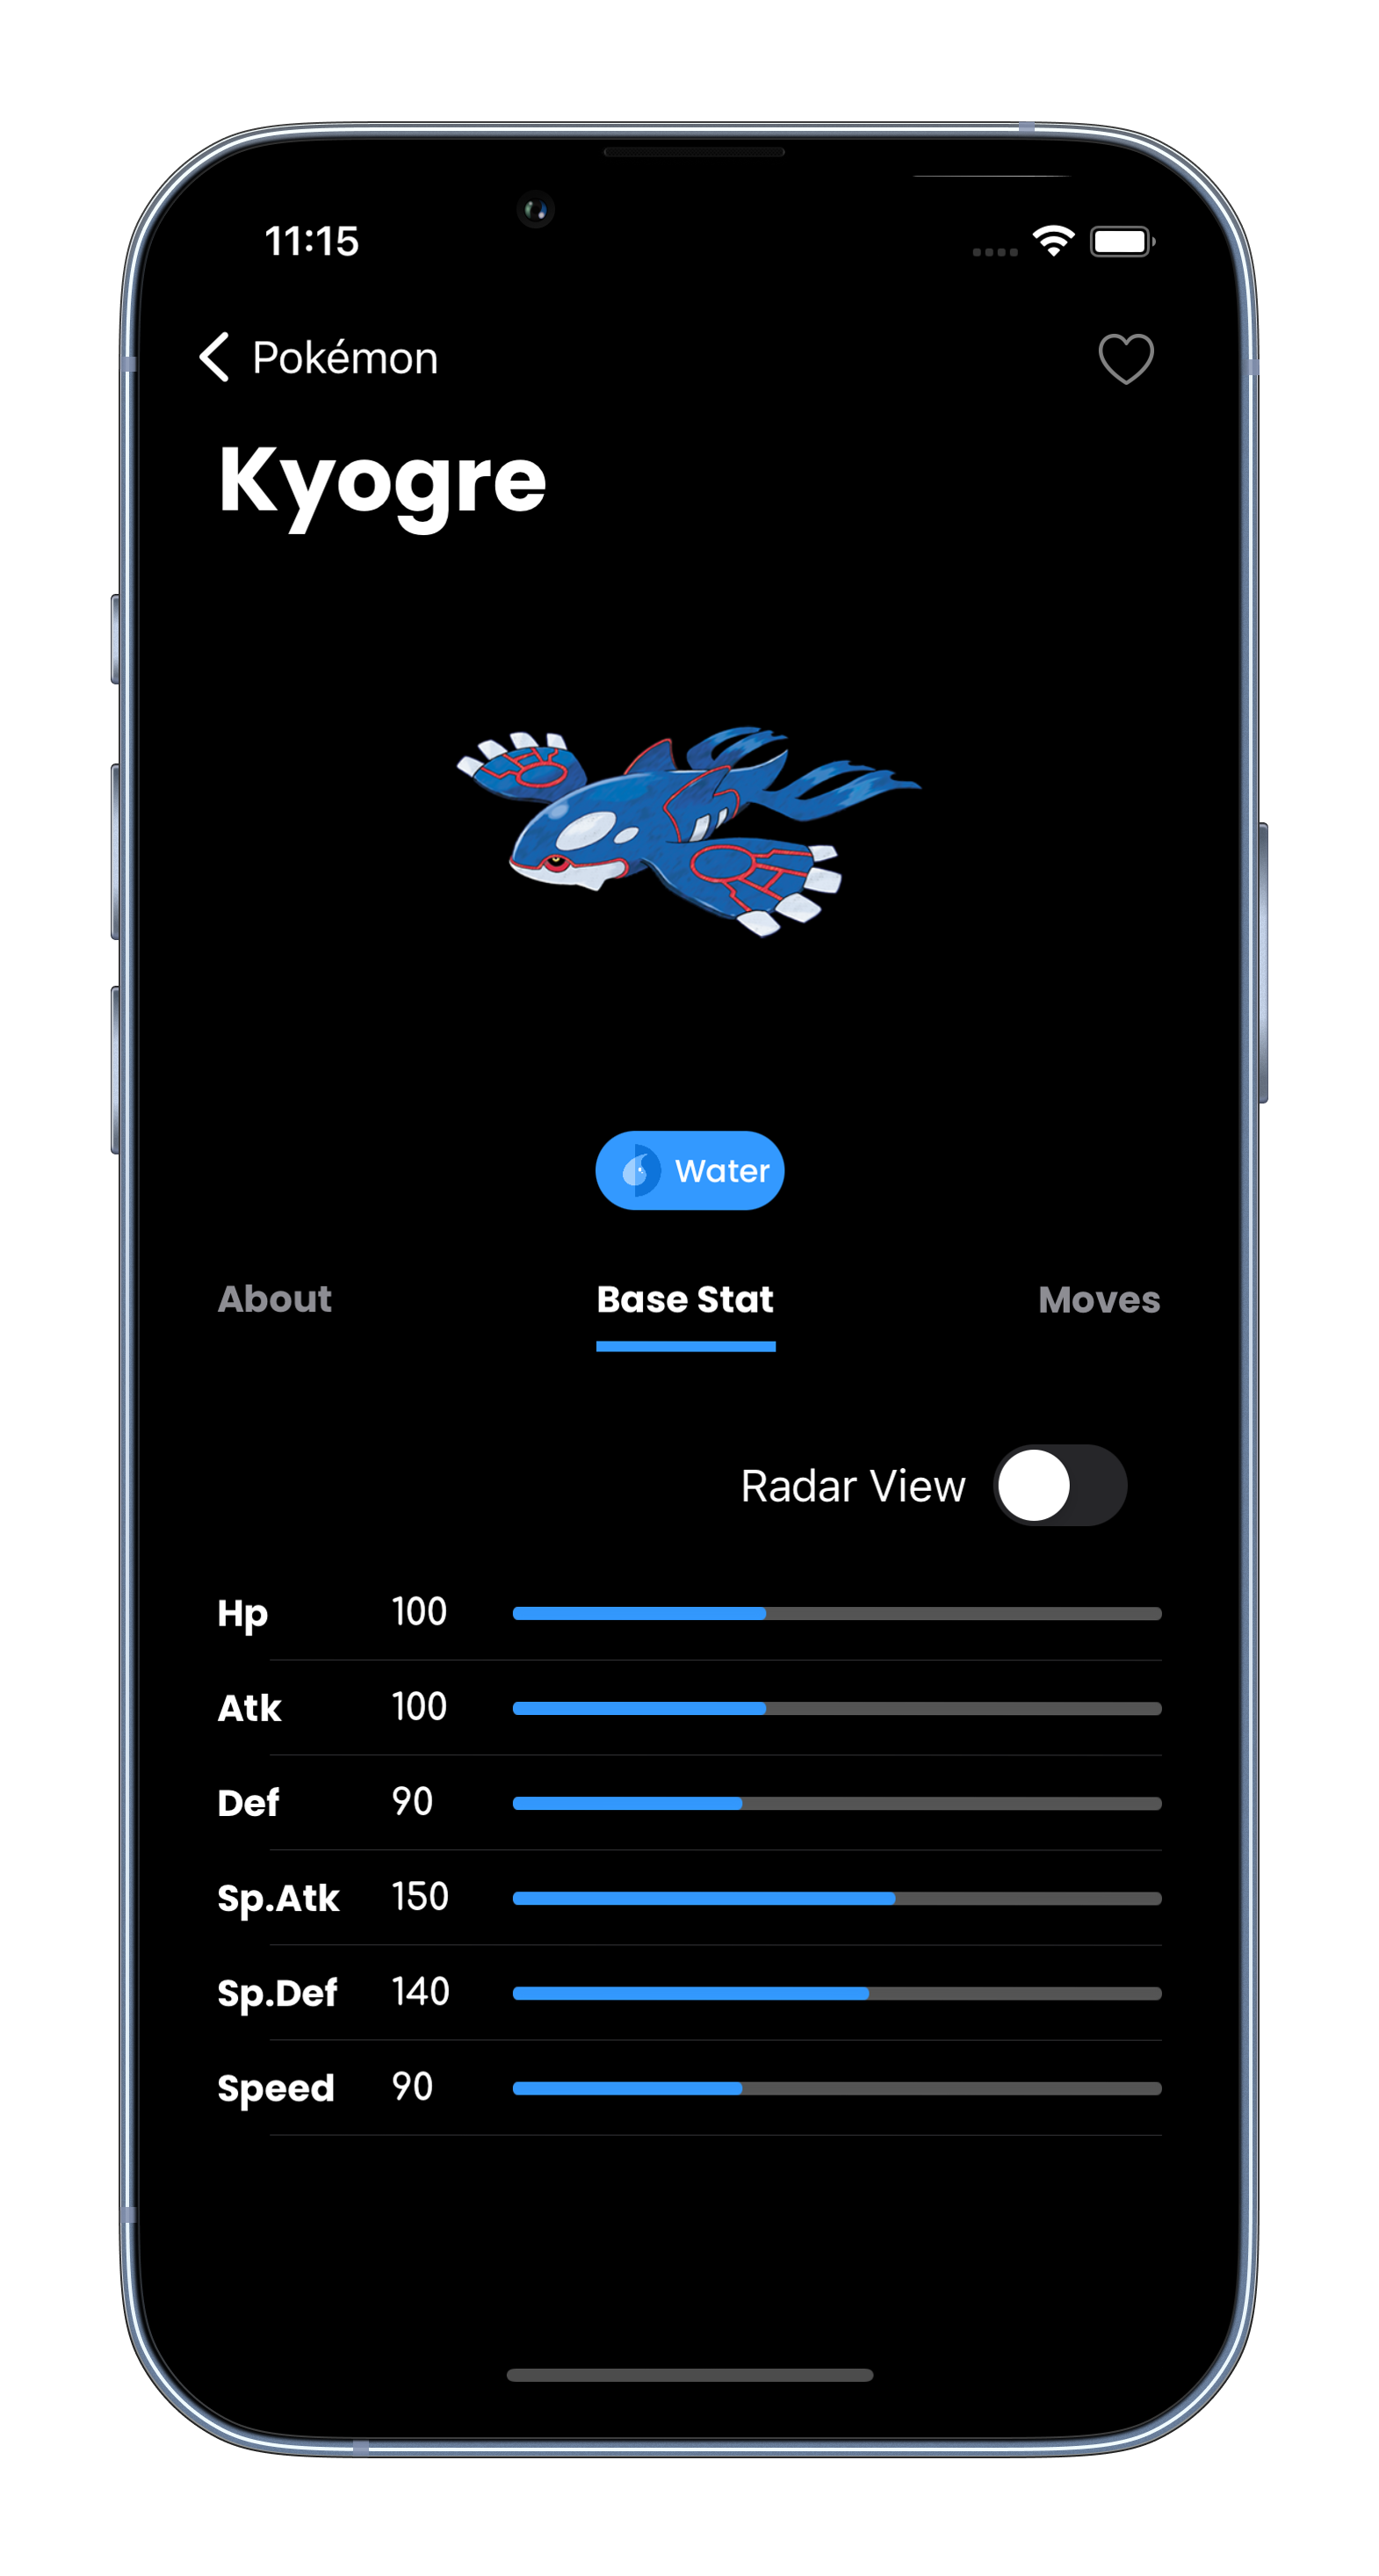 11:15
Pokémon
Kyogre
Water
About Base Stat Moves
Radar View
Hp 100
Atk 100
Def 90
Sp.Atk 150
Sp.Def 140
Speed 90